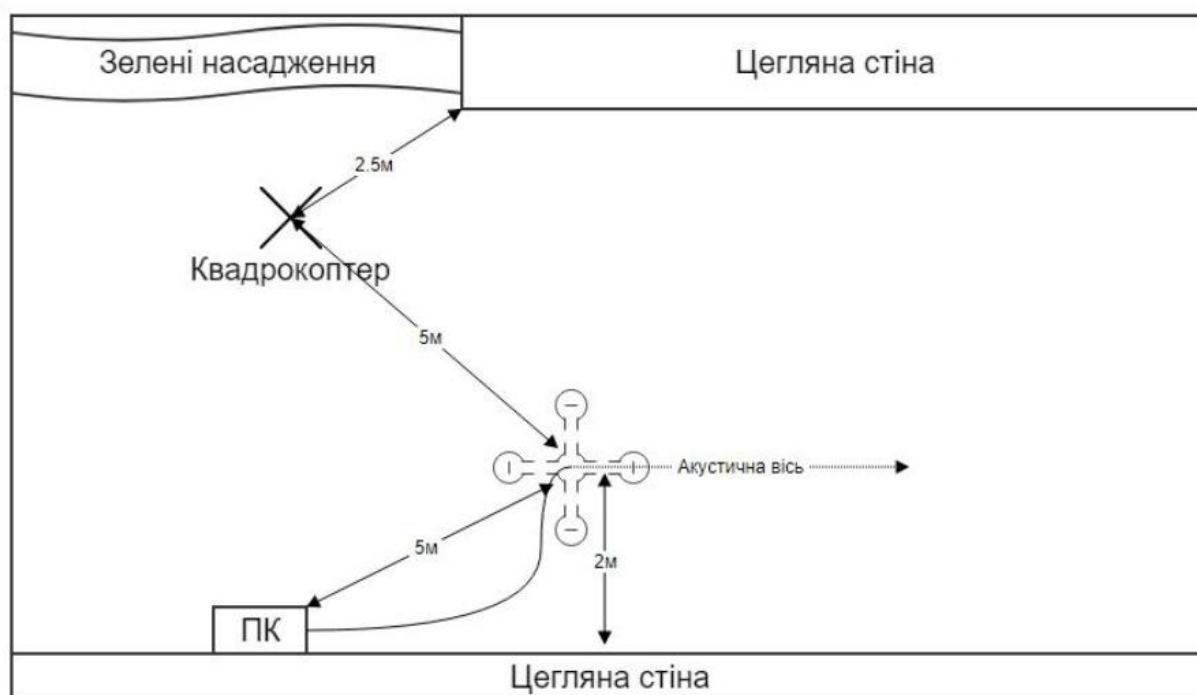 Зелені насадження
Цегляна стіна
2.5м
Квадрокоптер
5м
Акустична вісь
5м
2м
ПК
Цегляна стіна